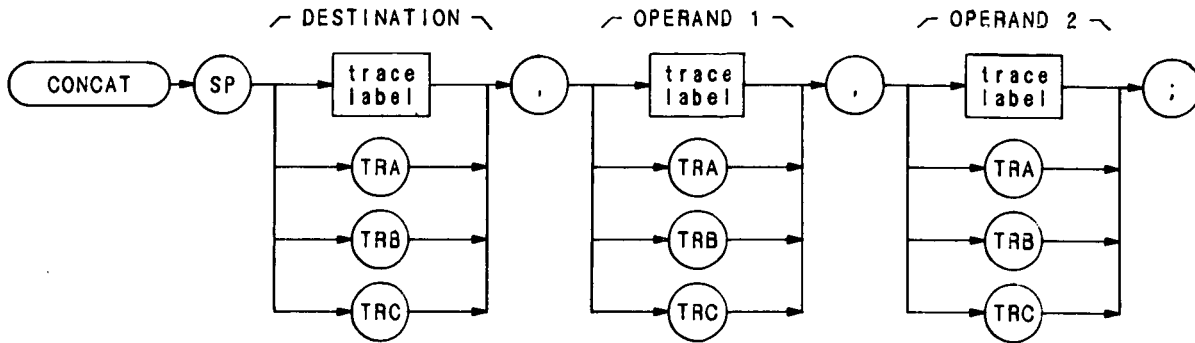 DESTINATION OPERAND 1 OPERAND 2
CONCAT SP trace label , trace label , trace label ;
TRA TRA TRA
TRB TRB TRB
TRC TRC TRC